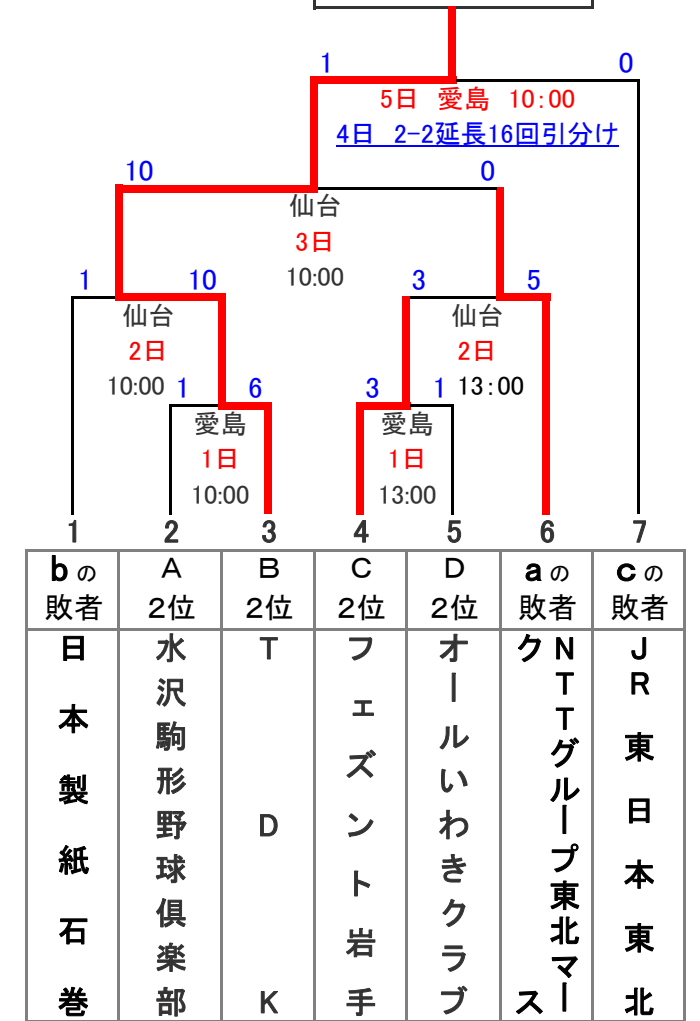 1 0
5日 愛島 10:00
4日 2-2延長16回引分け
10 0
仙台
3日
10:00
1 10 3 5
仙台 仙台
2日 2日
10:00 13:00
1 6 3 1
愛島 愛島
1日 1日
10:00 13:00
1 2 3 4 5 6 7
bの敗者 A2位 B2位 C2位 D2位 aの敗者 cの敗者
日本製紙石巻
水沢駒形野球倶楽部
TDK
フェズント岩手
オールいわきクラブ
NTTグループ東北マークス
JR東日本東北